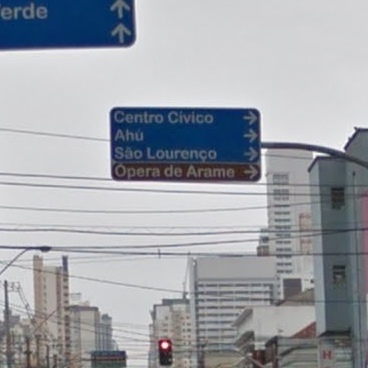 erde
Centro Cívico
Ahú
São Lourenço
Ópera de Arame
H